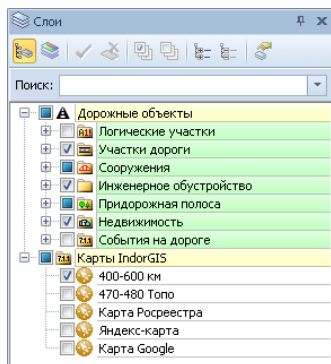 Слои
Поиск:
Дорожные объекты
Логические участки
Участки дороги
Сооружения
Инженерное обустройство
Придорожная полоса
Недвижимость
События на дороге
Карты IndorGIS
400-600 км
470-480 Топо
Карта Росреестра
Яндекс-карта
Карта Google